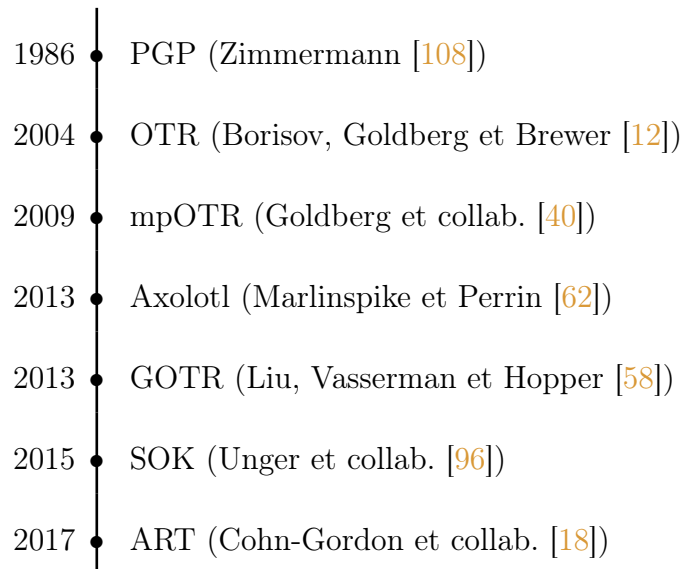 1986 PGP (Zimmermann [108])
2004 OTR (Borisov, Goldberg et Brewer [12])
2009 mpOTR (Goldberg et collab. [40])
2013 Axolotl (Marlinspike et Perrin [62])
2013 GOTR (Liu, Vasserman et Hopper [58])
2015 SOK (Unger et collab. [96])
2017 ART (Cohn-Gordon et collab. [18])